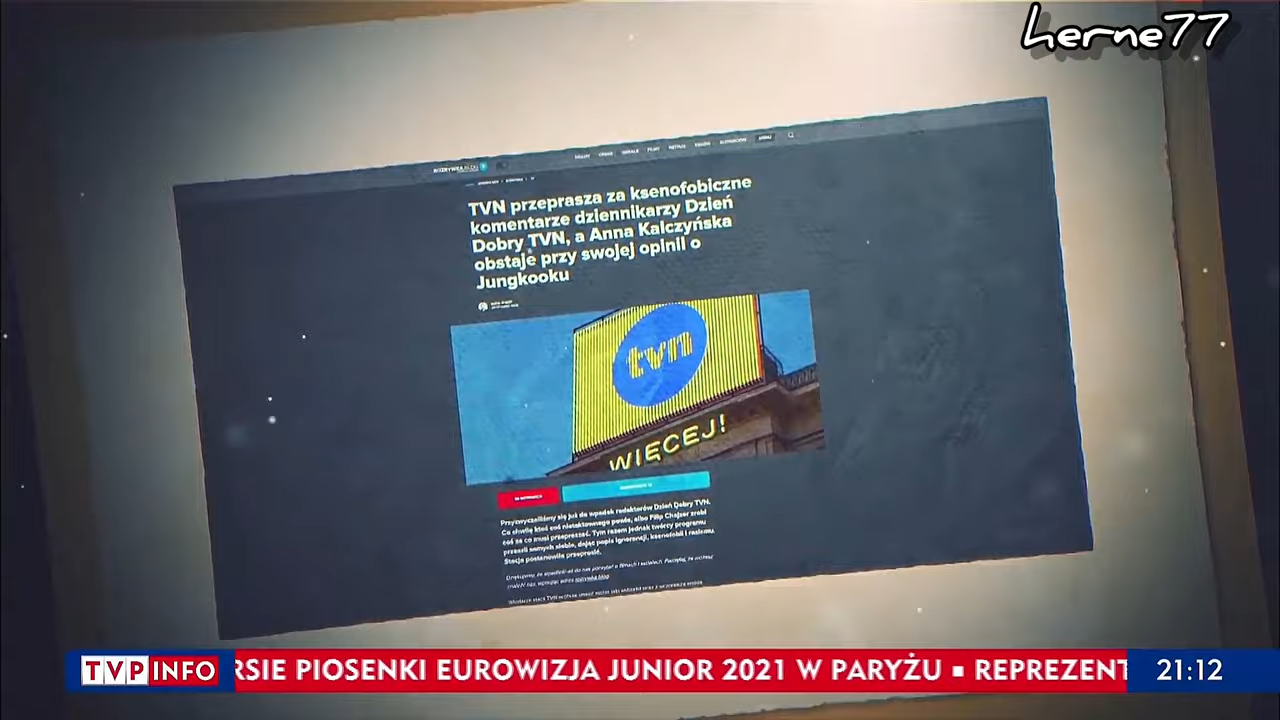 herne77
TVN przeprasza za ksenofobiczne
komentarze dziennikarzy Dzień
Dobry TVN, a Anna Kalczyńska
obstaje przy swojej opinii o
Jungkooku
tvn
WIĘCEJ!
Przyzwyczailiśmy się już do wpadek redaktorów Dzień Dobry TVN.
Co chwilę ktoś coś nietaktownego powie, albo Filip Chajzer zrobi
coś za co musi przepraszać. Tym razem jednak twórcy programu
przeszli samych siebie, dając popis ignorancji, ksenofobii i rasizmu.
Stacja postanowiła przeprosić.
TVP INFO
RSIE PIOSENKI EUROWIZJA JUNIOR 2021 W PARYŻU ▪ REPREZENT
21:12